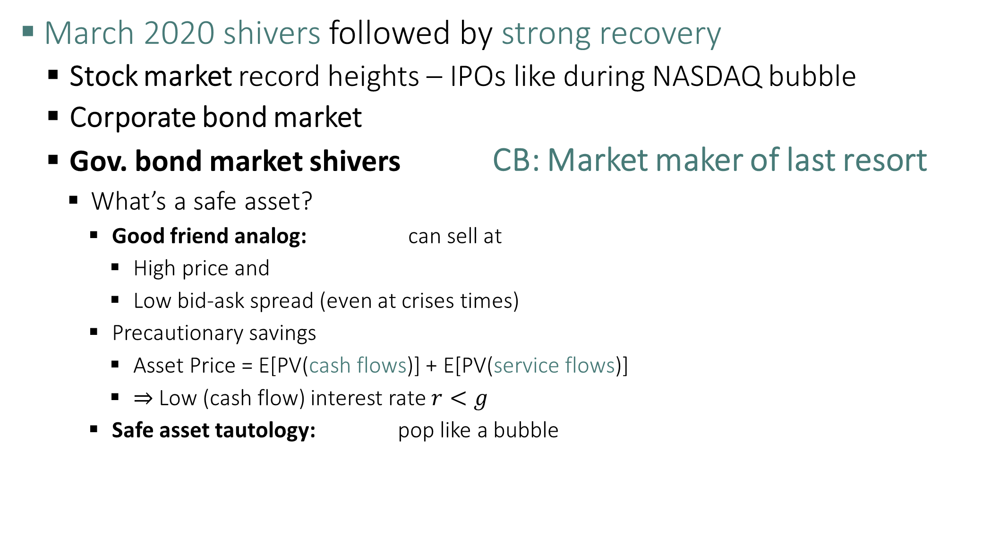 ▪ March 2020 shivers followed by strong recovery
▪ Stock market record heights – IPOs like during NASDAQ bubble
▪ Corporate bond market
▪ Gov. bond market shivers CB: Market maker of last resort
▪ What’s a safe asset?
▪ Good friend analog: can sell at
▪ High price and
▪ Low bid-ask spread (even at crises times)
▪ Precautionary savings
▪ Asset Price = E[PV(cash flows)] + E[PV(service flows)]
▪ ⇒ Low (cash flow) interest rate r < g
▪ Safe asset tautology: pop like a bubble